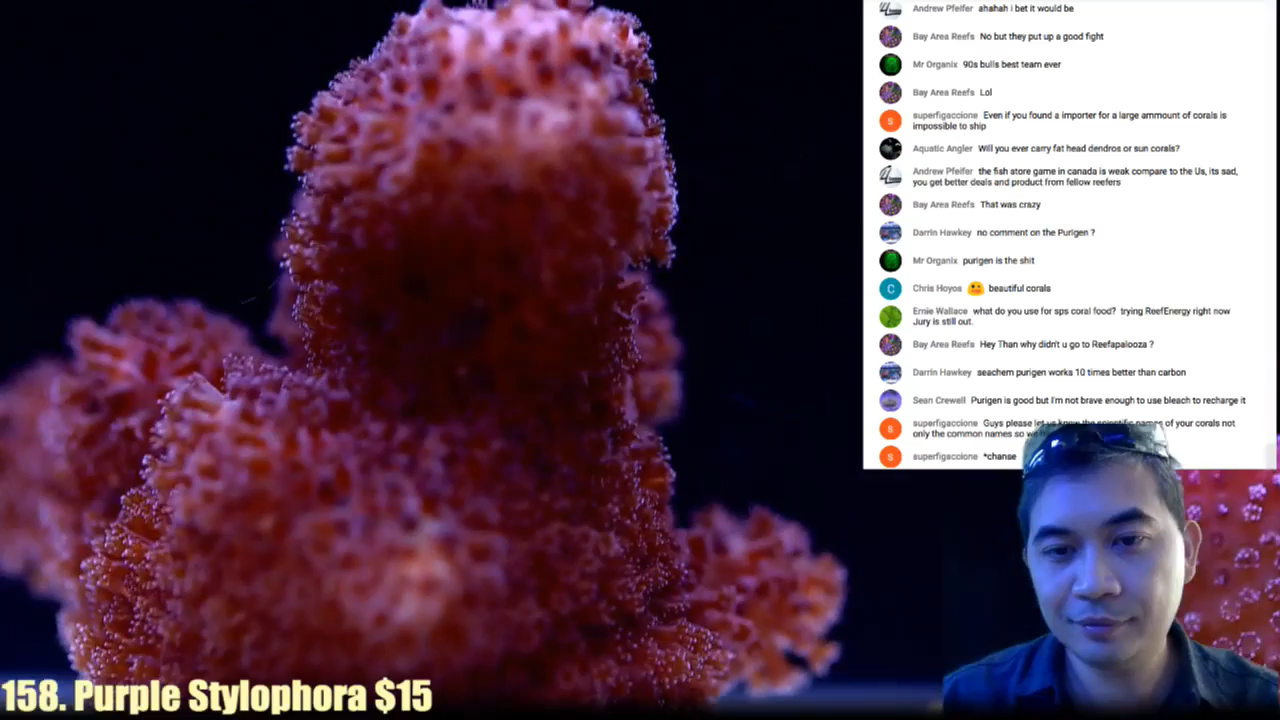 Andrew Pfeifer ahahah i bet it would be
Bay Area Reefs No but they put up a good fight
Mr Organix 90s bulls best team ever
Bay Area Reefs Lol
S superfigaccione Even if you found a importer for a large ammount of corals is
impossible to ship
Aquatic Angler Will you ever carry fat head dendros or sun corals?
Andrew Pfeifer the fish store game in canada is weak compare to the Us, its sad,
you get better deals and product from fellow reefers
Bay Area Reefs That was crazy
Darrin Hawkey no comment on the Purigen ?
Mr Organix purigen is the shit
C Chris Hoyos beautiful corals
Ernie Wallace what do you use for sps coral food? trying ReefEnergy right now
Jury is still out.
Bay Area Reefs Hey Than why didn't u go to Reefapalooza ?
Darrin Hawkey seachem purigen works 10 times better than carbon
Sean Crewell Purigen is good but I'm not brave enough to use bleach to recharge it
S superfigaccione Guys please let us know the scientific names of your corals not
only the common names so we
S superfigaccione *chanse
158. Purple Stylophora $15